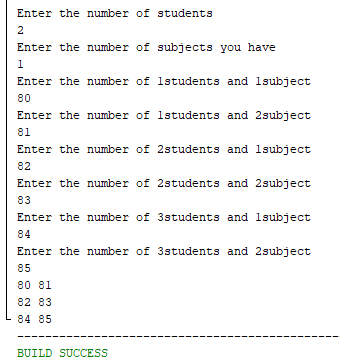 Enter the number of students
2
Enter the number of subjects you have
1
Enter the number of 1students and 1subject
80
Enter the number of 1students and 2subject
81
Enter the number of 2students and 1subject
82
Enter the number of 2students and 2subject
83
Enter the number of 3students and 1subject
84
Enter the number of 3students and 2subject
85
80 81
82 83
84 85
------------------------------------------------
BUILD SUCCESS